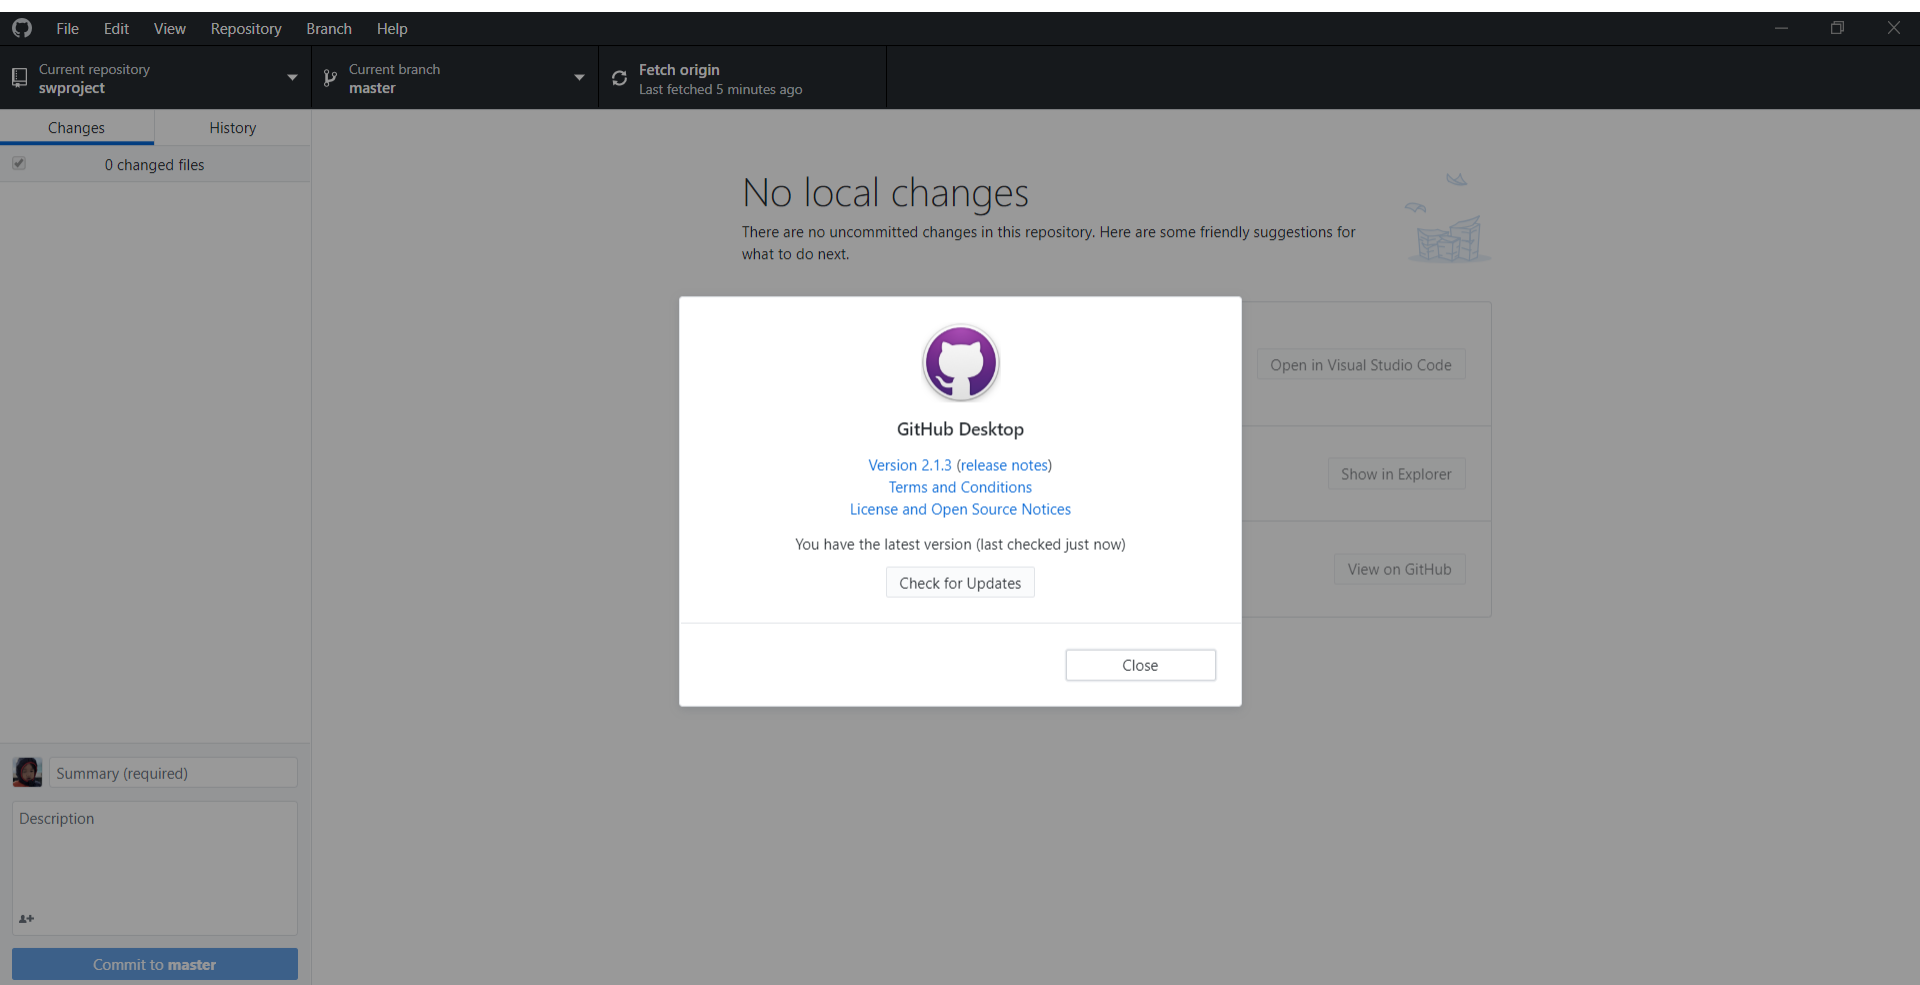 File Edit View Repository Branch Help
Current repository
swproject
Current branch
master
Fetch origin
Last fetched 5 minutes ago
Changes
History
0 changed files
No local changes
There are no uncommitted changes in this repository. Here are some friendly suggestions for
what to do next.
Open in Visual Studio Code
Show in Explorer
View on GitHub
GitHub Desktop
Version 2.1.3 (release notes)
Terms and Conditions
License and Open Source Notices
You have the latest version (last checked just now)
Check for Updates
Close
Summary (required)
Description
Commit to master